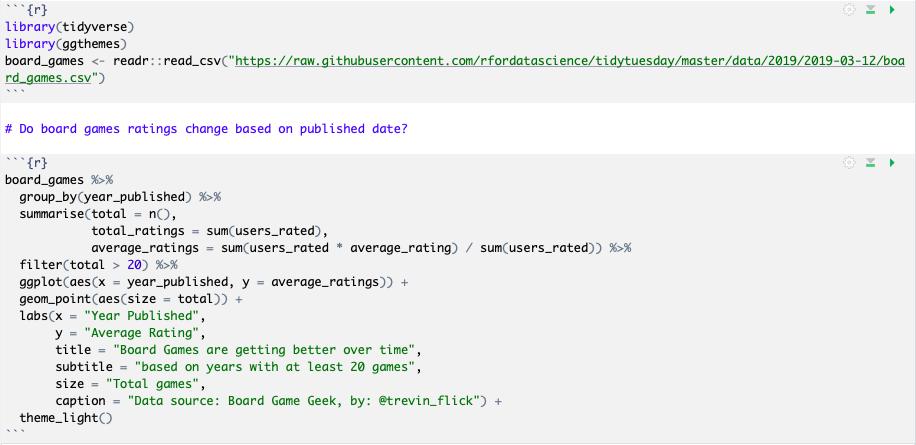 ```{r}
library(tidyverse)
library(ggthemes)
board_games <- readr::read_csv("https://raw.githubusercontent.com/rfordatascience/tidytuesday/master/data/2019/2019-03-12/boa
rd_games.csv")
```
# Do board games ratings change based on published date?
```{r}
board_games %>%
  group_by(year_published) %>%
  summarise(total = n(),
            total_ratings = sum(users_rated),
            average_ratings = sum(users_rated * average_rating) / sum(users_rated)) %>%
  filter(total > 20) %>%
  ggplot(aes(x = year_published, y = average_ratings)) +
  geom_point(aes(size = total)) +
  labs(x = "Year Published",
       y = "Average Rating",
       title = "Board Games are getting better over time",
       subtitle = "based on years with at least 20 games",
       size = "Total games",
       caption = "Data source: Board Game Geek, by: @trevin_flick") +
  theme_light()
```